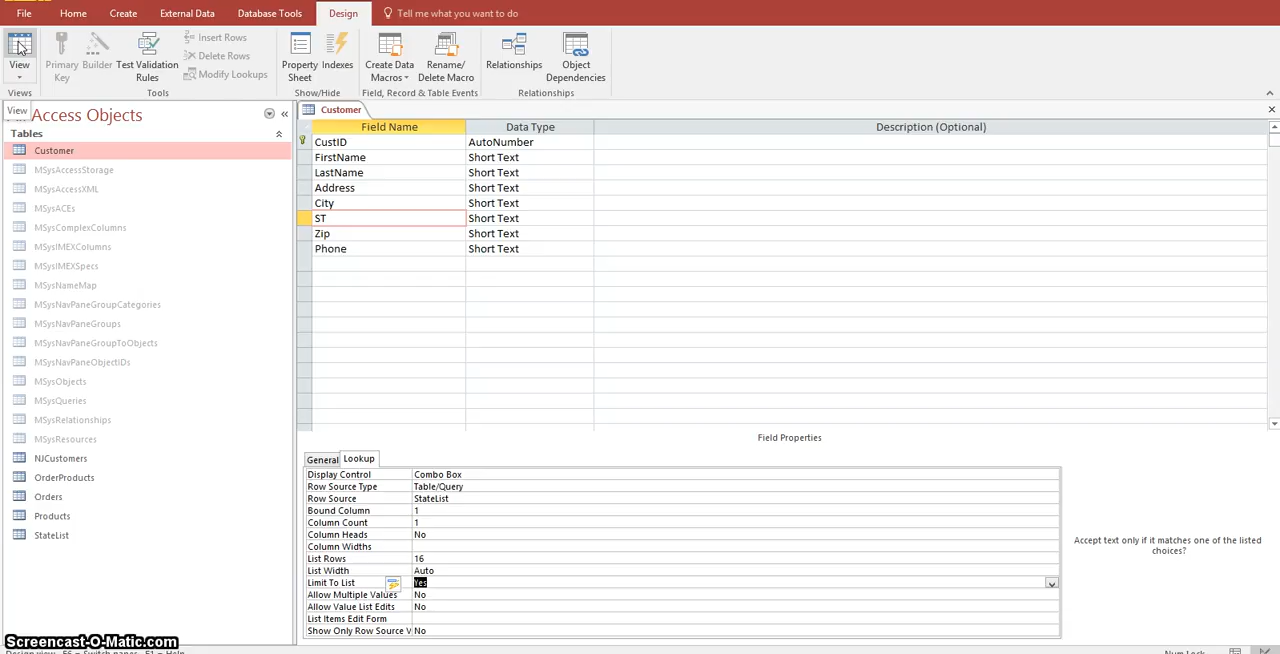 File Home Create External Data Database Tools Design Tell me what you want to do
View Primary Key Builder Test Validation Rules Insert Rows Delete Rows Modify Lookups Property Sheet Indexes Create Data Macros Rename/ Delete Macro Relationships Object Dependencies
Views Tools Show/Hide Field, Record & Table Events Relationships
View
Access Objects
Tables
Customer
MSysAccessStorage
MSysAccessXML
MSysACEs
MSysComplexColumns
MSysIMEXColumns
MSysIMEXSpecs
MSysNameMap
MSysNavPaneGroupCategories
MSysNavPaneGroups
MSysNavPaneGroupToObjects
MSysNavPaneObjectIDs
MSysObjects
MSysQueries
MSysRelationships
MSysResources
NJCustomers
OrderProducts
Orders
Products
StateList
Customer
Field Name Data Type Description (Optional)
CustID AutoNumber
FirstName Short Text
LastName Short Text
Address Short Text
City Short Text
ST Short Text
Zip Short Text
Phone Short Text
Field Properties
General Lookup
Display Control Combo Box
Row Source Type Table/Query
Row Source StateList
Bound Column 1
Column Count 1
Column Heads No
Column Widths
List Rows 16
List Width Auto
Limit To List Yes
Allow Multiple Values No
Allow Value List Edits No
List Items Edit Form
Show Only Row Source V No
Accept text only if it matches one of the listed
choices?
Screencast-O-Matic.com
Design view. F6 = Switch panes. F1 = Help.
Num Lock